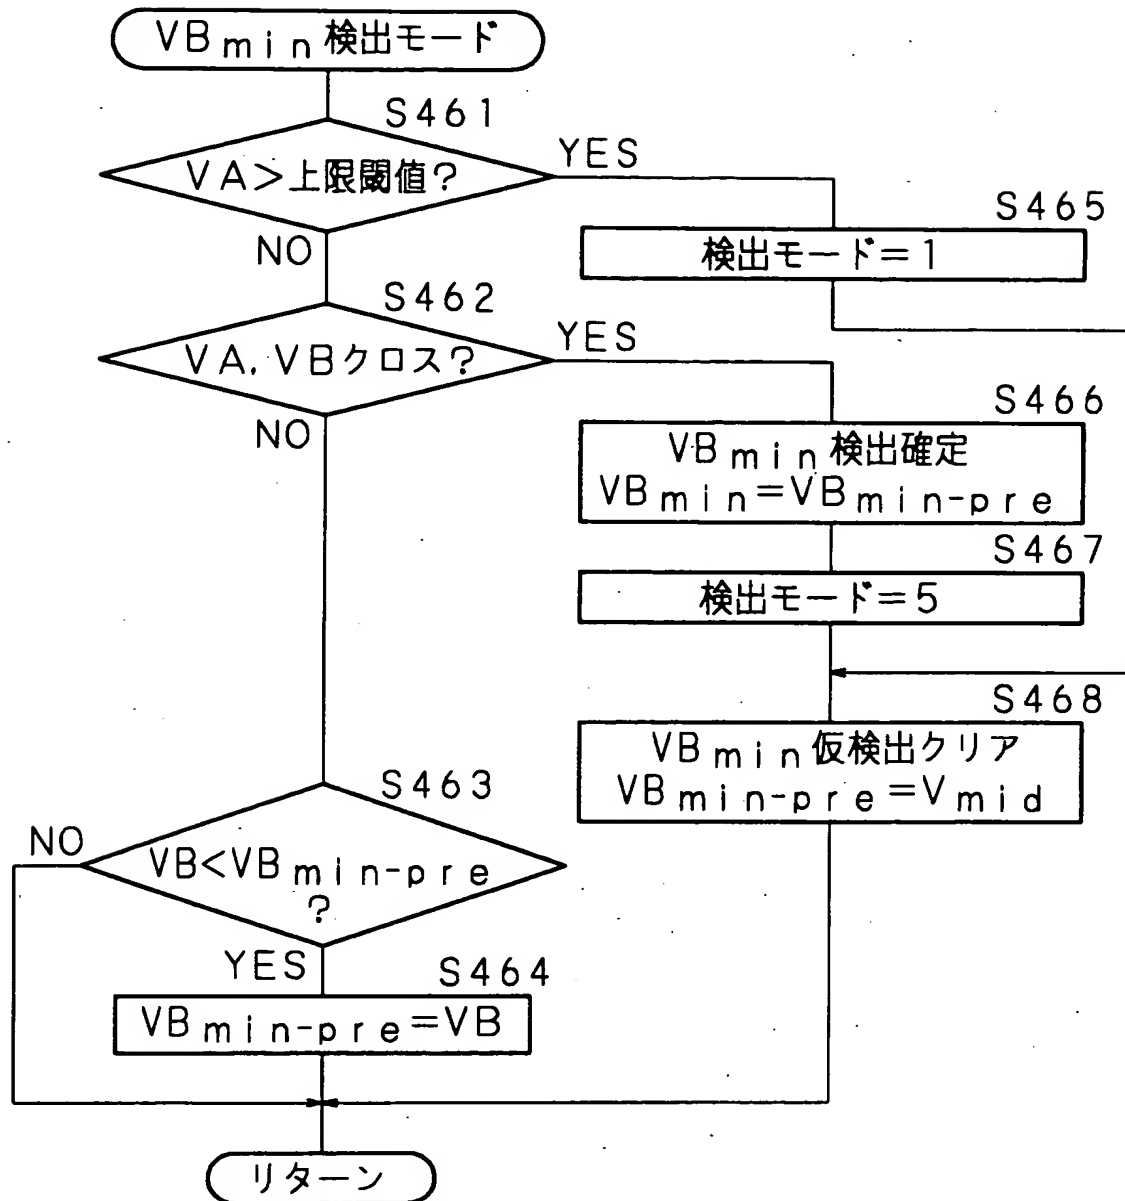 VBmin検出モード
S461
VA>上限閾値?
YES
NO
S465
検出モード=1
S462
VA,VBクロス?
YES
NO
S466
VBmin検出確定
VBmin=VBmin-pre
S467
検出モード=5
S468
VBmin仮検出クリア
VBmin-pre=Vmid
S463
NO
VB<VBmin-pre
?
YES
S464
VBmin-pre=VB
リターン